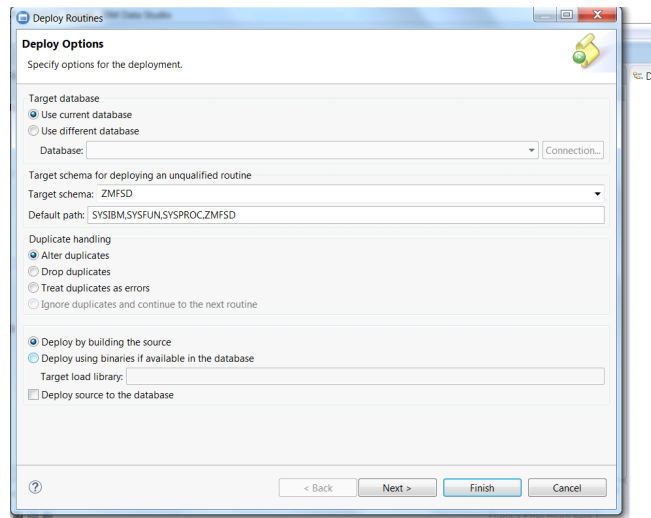 Deploy Routines
Deploy Options
Specify options for the deployment.
Target database
Use current database
Use different database
Database:
Connection...
Target schema for deploying an unqualified routine
Target schema: ZMFSD
Default path: SYSIBM,SYSFUN,SYSPROC,ZMFSD
Duplicate handling
Alter duplicates
Drop duplicates
Treat duplicates as errors
Ignore duplicates and continue to the next routine
Deploy by building the source
Deploy using binaries if available in the database
Target load library:
Deploy source to the database
< Back Next > Finish Cancel